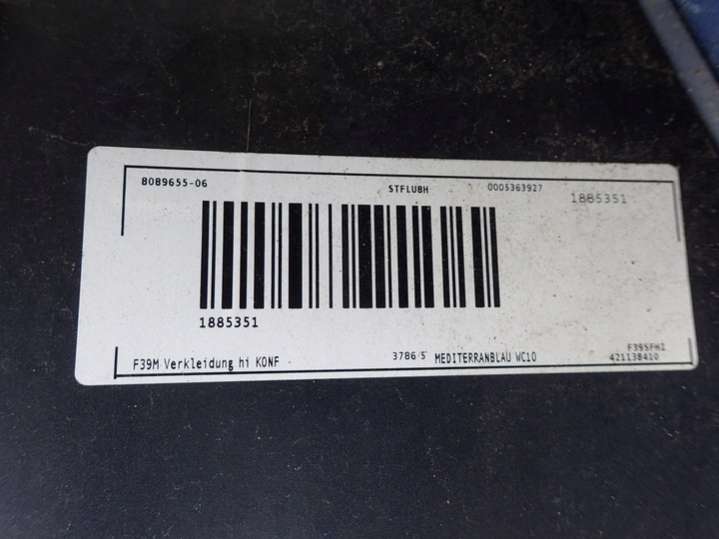 8089655-06 STFLUBH 0005363927 1885351
1885351
F39M Verkleidung hi KONF 3786 5 MEDITERRANBLAU WC10
F39SFHI
421138410